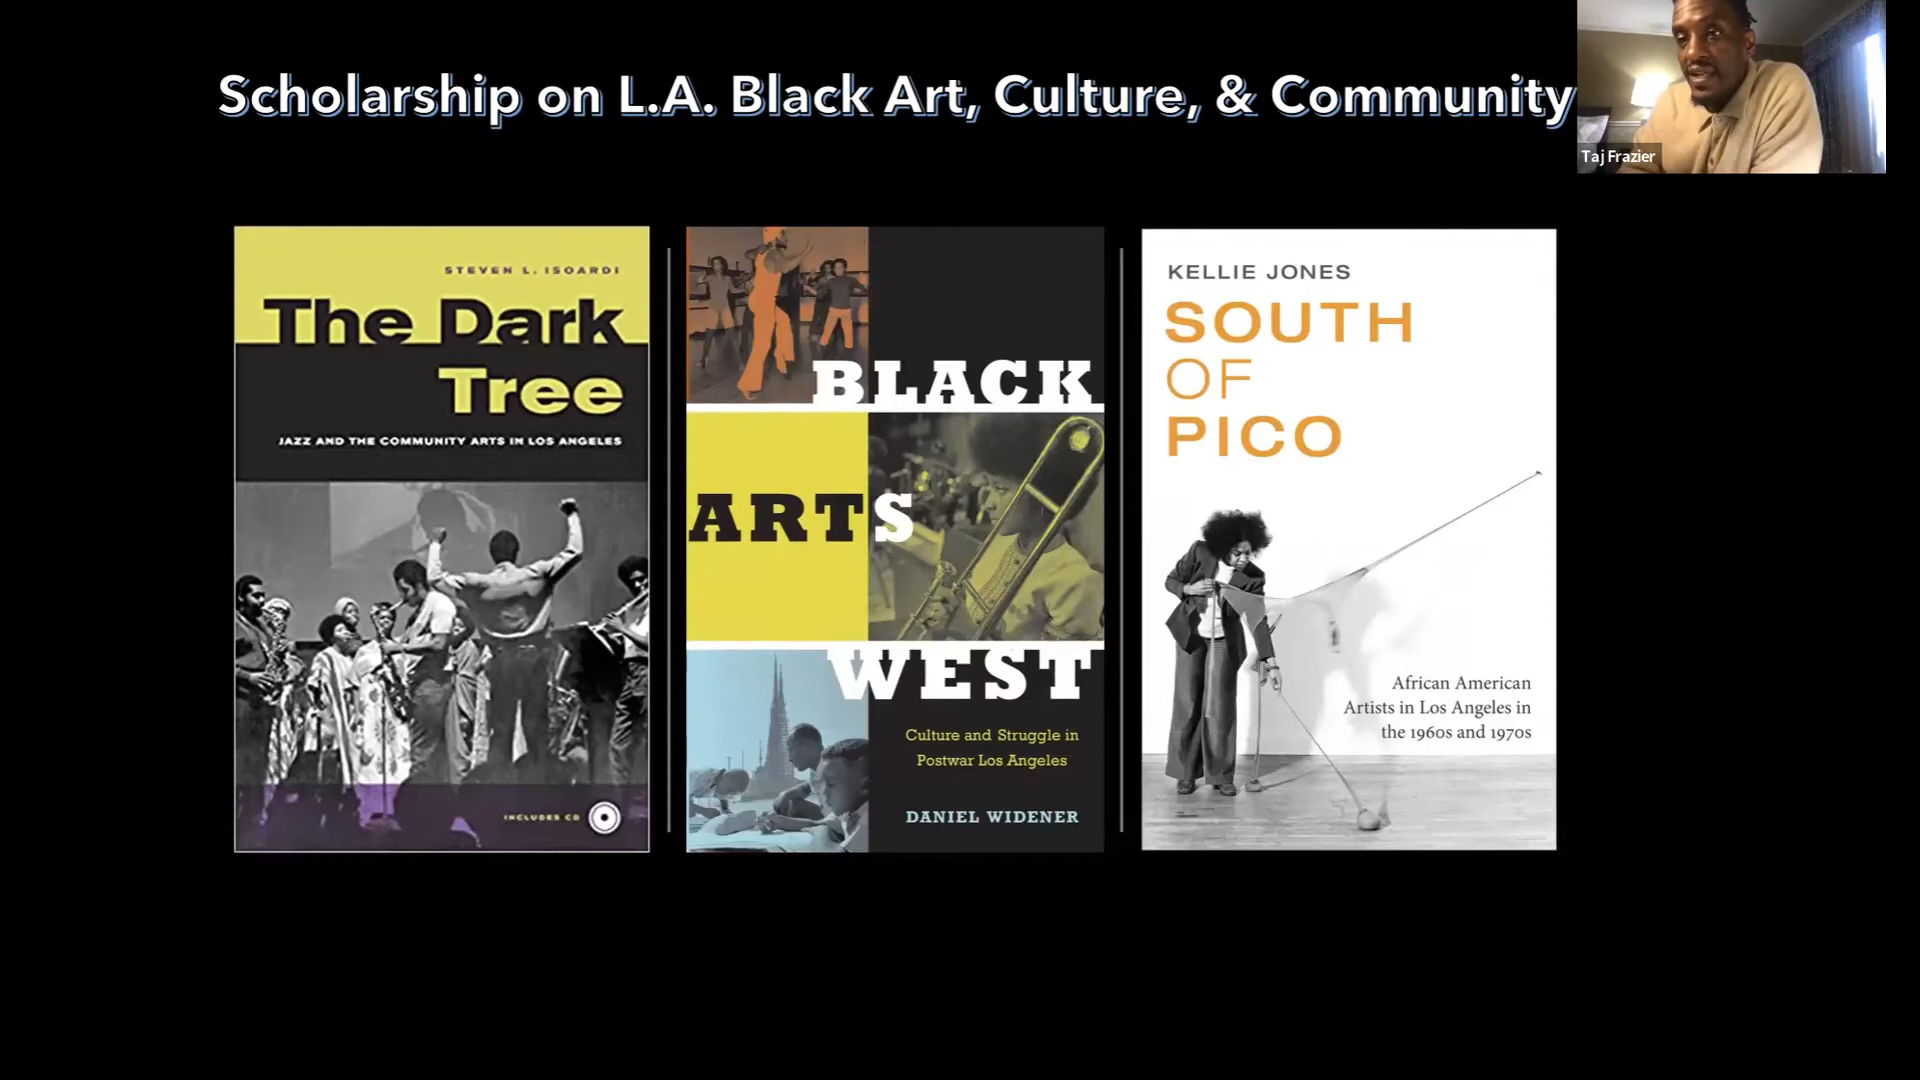 Scholarship on L.A. Black Art, Culture, & Community
Taj Frazier
STEVEN L. ISOARDI
The Dark
Tree
JAZZ AND THE COMMUNITY ARTS IN LOS ANGELES
INCLUDES CD
BLACK
ARTS
WEST
Culture and Struggle in
Postwar Los Angeles
DANIEL WIDENER
KELLIE JONES
SOUTH
OF
PICO
African American
Artists in Los Angeles in
the 1960s and 1970s